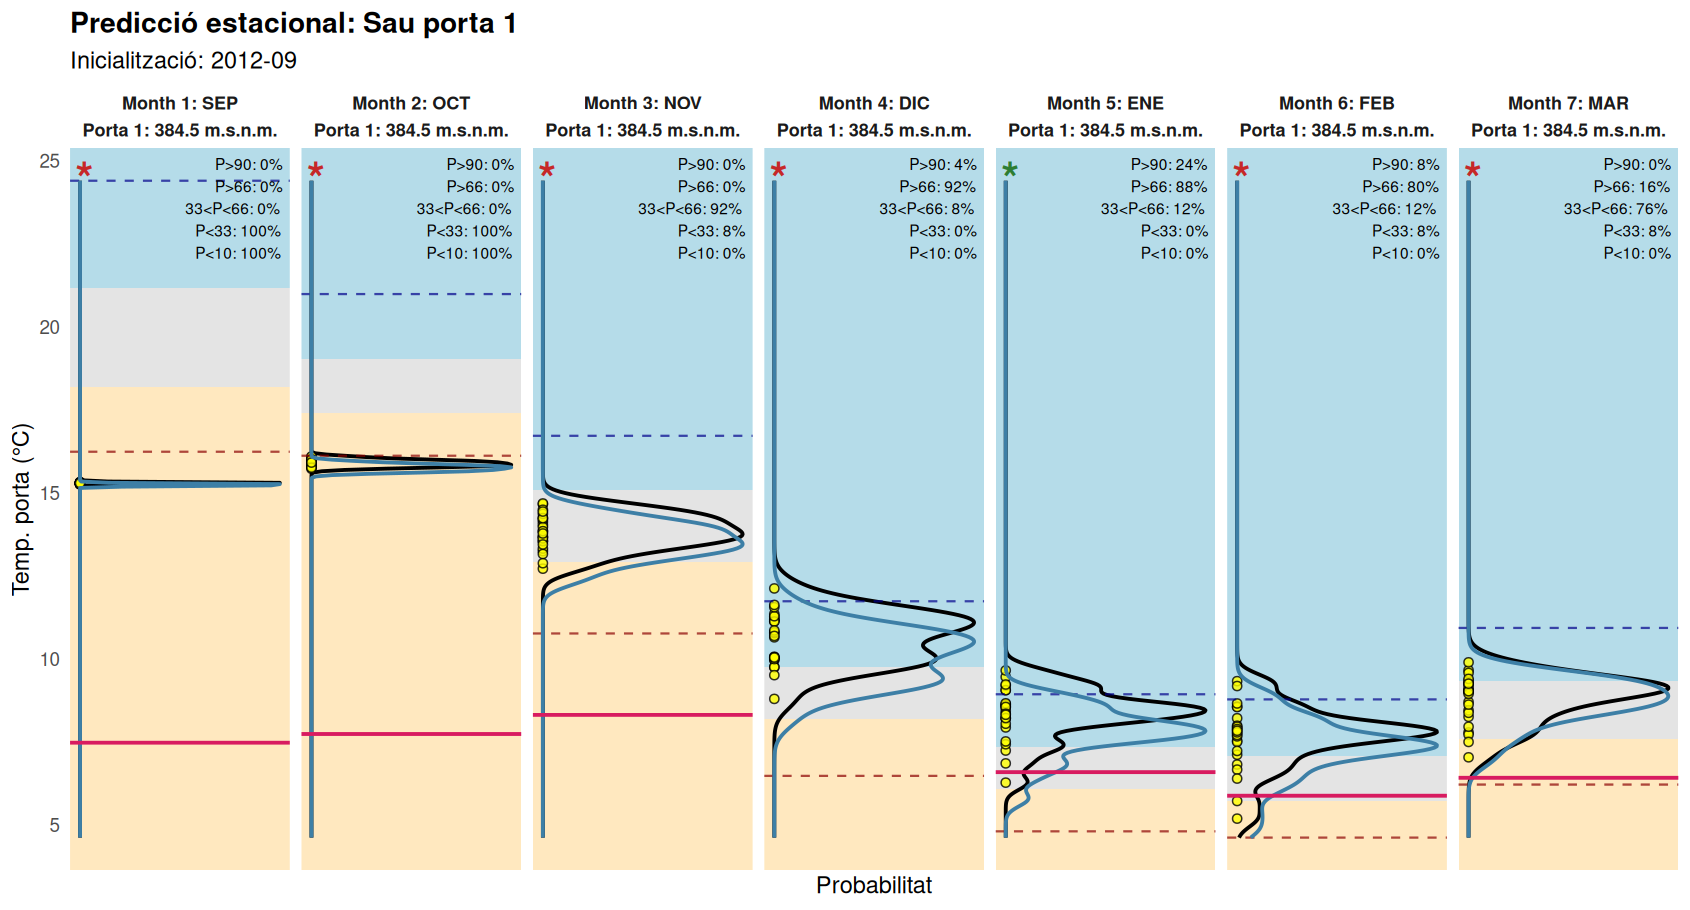 Predicció estacional: Sau porta 1
Inicialització: 2012-09
Month 1: SEP
Porta 1: 384.5 m.s.n.m.
Month 2: OCT
Porta 1: 384.5 m.s.n.m.
Month 3: NOV
Porta 1: 384.5 m.s.n.m.
Month 4: DIC
Porta 1: 384.5 m.s.n.m.
Month 5: ENE
Porta 1: 384.5 m.s.n.m.
Month 6: FEB
Porta 1: 384.5 m.s.n.m.
Month 7: MAR
Porta 1: 384.5 m.s.n.m.
*
P>90: 0%
P>66: 0%
33<P<66: 0%
P<33: 100%
P<10: 100%
*
P>90: 0%
P>66: 0%
33<P<66: 0%
P<33: 100%
P<10: 100%
*
P>90: 0%
P>66: 0%
33<P<66: 92%
P<33: 8%
P<10: 0%
*
P>90: 4%
P>66: 92%
33<P<66: 8%
P<33: 0%
P<10: 0%
*
P>90: 24%
P>66: 88%
33<P<66: 12%
P<33: 0%
P<10: 0%
*
P>90: 8%
P>66: 80%
33<P<66: 12%
P<33: 8%
P<10: 0%
*
P>90: 0%
P>66: 16%
33<P<66: 76%
P<33: 8%
P<10: 0%
25
20
15
10
5
Temp. porta (°C)
Probabilitat